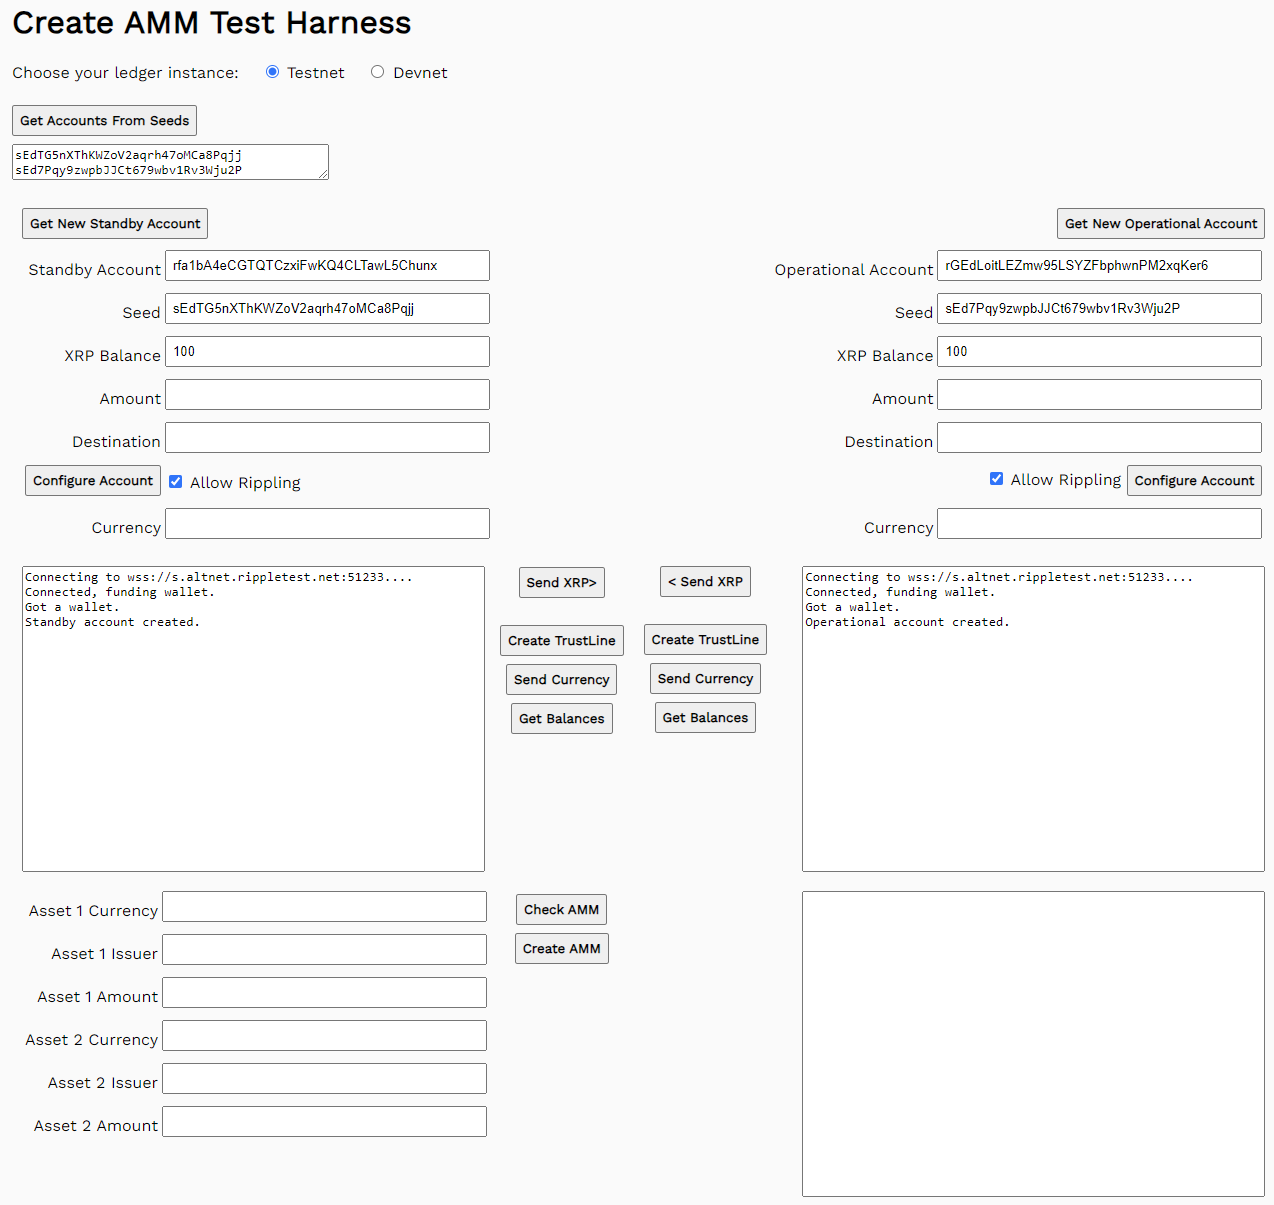 Create AMM Test Harness
Choose your ledger instance: Testnet Devnet
Get Accounts From Seeds
sEdTG5nXThKWZoV2aqrh47oMCa8Pqjj
sEd7Pqy9zwpbJJCt679wbv1Rv3Wju2P
Get New Standby Account
Get New Operational Account
Standby Account rfa1bA4eCGTQTCzxiFwKQ4CLTawL5Chunx
Operational Account rGEdLoitLEZmw95LSYZFbphwnPM2xqKer6
Seed sEdTG5nXThKWZoV2aqrh47oMCa8Pqjj
Seed sEd7Pqy9zwpbJJCt679wbv1Rv3Wju2P
XRP Balance 100
XRP Balance 100
Amount
Amount
Destination
Destination
Configure Account Allow Rippling
Allow Rippling Configure Account
Currency
Currency
Connecting to wss://s.altnet.rippletest.net:51233....
Connected, funding wallet.
Got a wallet.
Standby account created.
Send XRP>
Create TrustLine
Send Currency
Get Balances
< Send XRP
Create TrustLine
Send Currency
Get Balances
Connecting to wss://s.altnet.rippletest.net:51233....
Connected, funding wallet.
Got a wallet.
Operational account created.
Asset 1 Currency
Asset 1 Issuer
Asset 1 Amount
Asset 2 Currency
Asset 2 Issuer
Asset 2 Amount
Check AMM
Create AMM